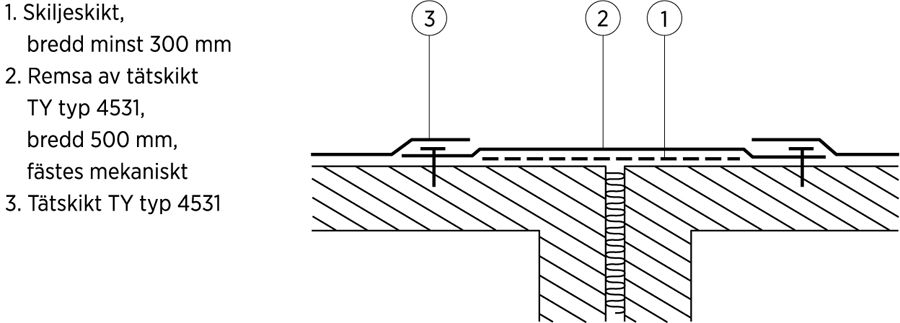 1. Skiljeskikt,
bredd minst 300 mm
2. Remsa av tätskikt
TY typ 4531,
bredd 500 mm,
fästes mekaniskt
3. Tätskikt TY typ 4531
3 2 1